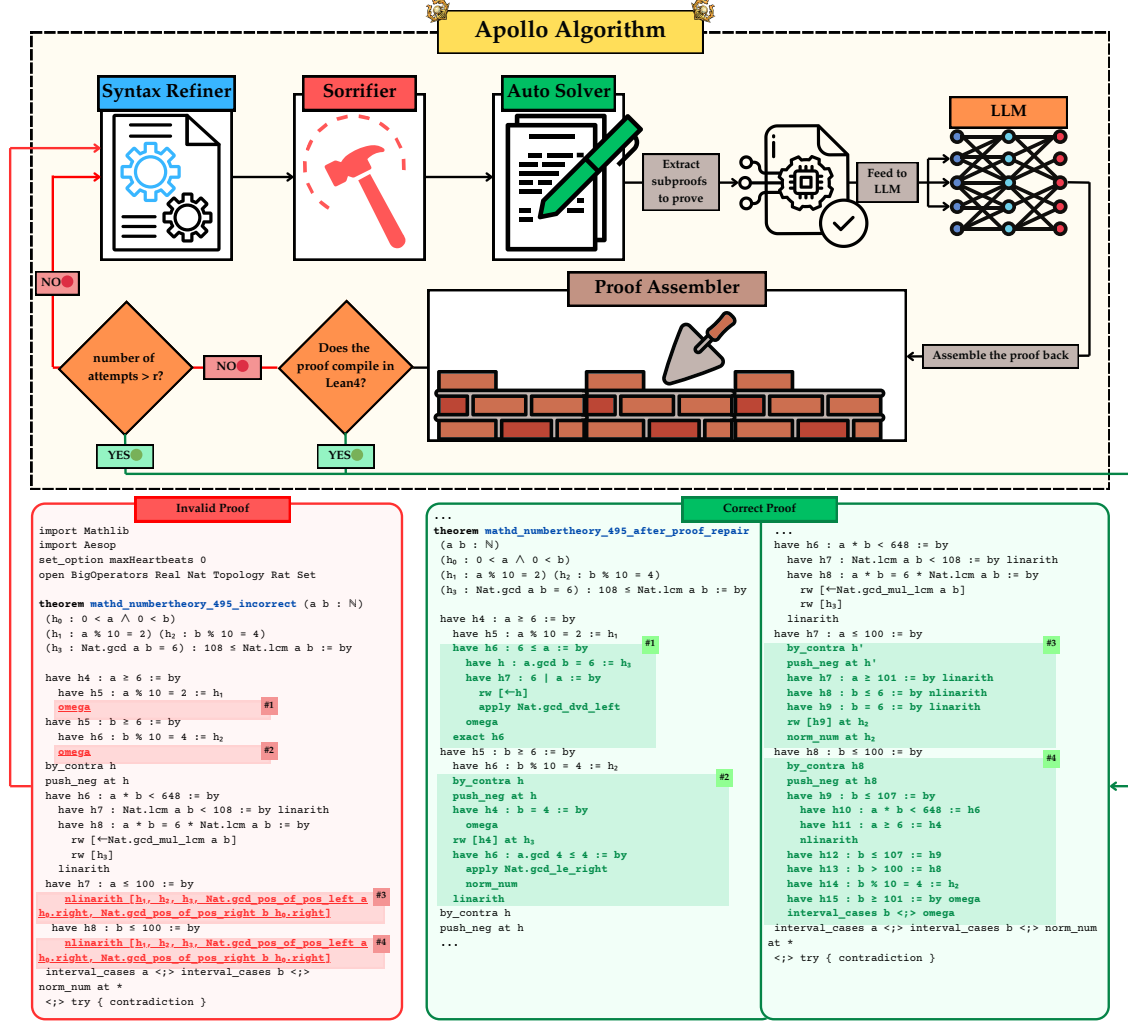 Apollo Algorithm
Syntax Refiner
Sorrifier
Auto Solver
LLM
Extract
subproofs
to prove
Feed to
LLM
NO
number of
attempts > r?
NO
Does the
proof compile in
Lean4?
Proof Assembler
Assemble the proof back
YES
YES
Invalid Proof
import Mathlib
import Aesop
set_option maxHeartbeats 0
open BigOperators Real Nat Topology Rat Set
theorem mathd_numbertheory_495_incorrect (a b : ℕ)
(h₀ : 0 < a ∧ 0 < b)
(h₁ : a % 10 = 2) (h₂ : b % 10 = 4)
(h₃ : Nat.gcd a b = 6) : 108 ≤ Nat.lcm a b := by
have h4 : a ≥ 6 := by
have h5 : a % 10 = 2 := h₁
omega
#1
have h5 : b ≥ 6 := by
have h6 : b % 10 = 4 := h₂
omega
#2
by_contra h
push_neg at h
have h6 : a * b < 648 := by
have h7 : Nat.lcm a b < 108 := by linarith
have h8 : a * b = 6 * Nat.lcm a b := by
rw [←Nat.gcd_mul_lcm a b]
rw [h₃]
linarith
have h7 : a ≤ 100 := by
nlinarith [h₁, h₂, h₃, Nat.gcd_pos_of_pos_left a
#3
h₀.right, Nat.gcd_pos_of_pos_right b h₀.right]
have h8 : b ≤ 100 := by
nlinarith [h₁, h₂, h₃, Nat.gcd_pos_of_pos_left a
#4
h₀.right, Nat.gcd_pos_of_pos_right b h₀.right]
interval_cases a <;> interval_cases b <;>
norm_num at *
<;> try { contradiction }
Correct Proof
...
theorem mathd_numbertheory_495_after_proof_repair
(a b : ℕ)
(h₀ : 0 < a ∧ 0 < b)
(h₁ : a % 10 = 2) (h₂ : b % 10 = 4)
(h₃ : Nat.gcd a b = 6) : 108 ≤ Nat.lcm a b := by
have h4 : a ≥ 6 := by
have h5 : a % 10 = 2 := h₁
#1
have h6 : 6 ≤ a := by
have h : a.gcd b = 6 := h₃
have h7 : 6 | a := by
rw [←h]
apply Nat.gcd_dvd_left
omega
exact h6
have h5 : b ≥ 6 := by
have h6 : b % 10 = 4 := h₂
#2
by_contra h
push_neg at h
have h4 : b = 4 := by
omega
rw [h4] at h₃
have h6 : a.gcd 4 ≤ 4 := by
apply Nat.gcd_le_right
norm_num
linarith
by_contra h
push_neg at h
...
...
have h6 : a * b < 648 := by
have h7 : Nat.lcm a b < 108 := by linarith
have h8 : a * b = 6 * Nat.lcm a b := by
rw [←Nat.gcd_mul_lcm a b]
rw [h₃]
linarith
have h7 : a ≤ 100 := by
#3
by_contra h'
push_neg at h'
have h7 : a ≥ 101 := by linarith
have h8 : b ≤ 6 := by nlinarith
have h9 : b = 6 := by linarith
rw [h9] at h₂
norm_num at h₂
have h8 : b ≤ 100 := by
#4
by_contra h8
push_neg at h8
have h9 : b ≤ 107 := by
have h10 : a * b < 648 := h6
have h11 : a ≥ 6 := h4
nlinarith
have h12 : b ≤ 107 := h9
have h13 : b > 100 := h8
have h14 : b % 10 = 4 := h₂
have h15 : b ≥ 101 := by omega
interval_cases b <;> omega
interval_cases a <;> interval_cases b <;> norm_num
at *
<;> try { contradiction }